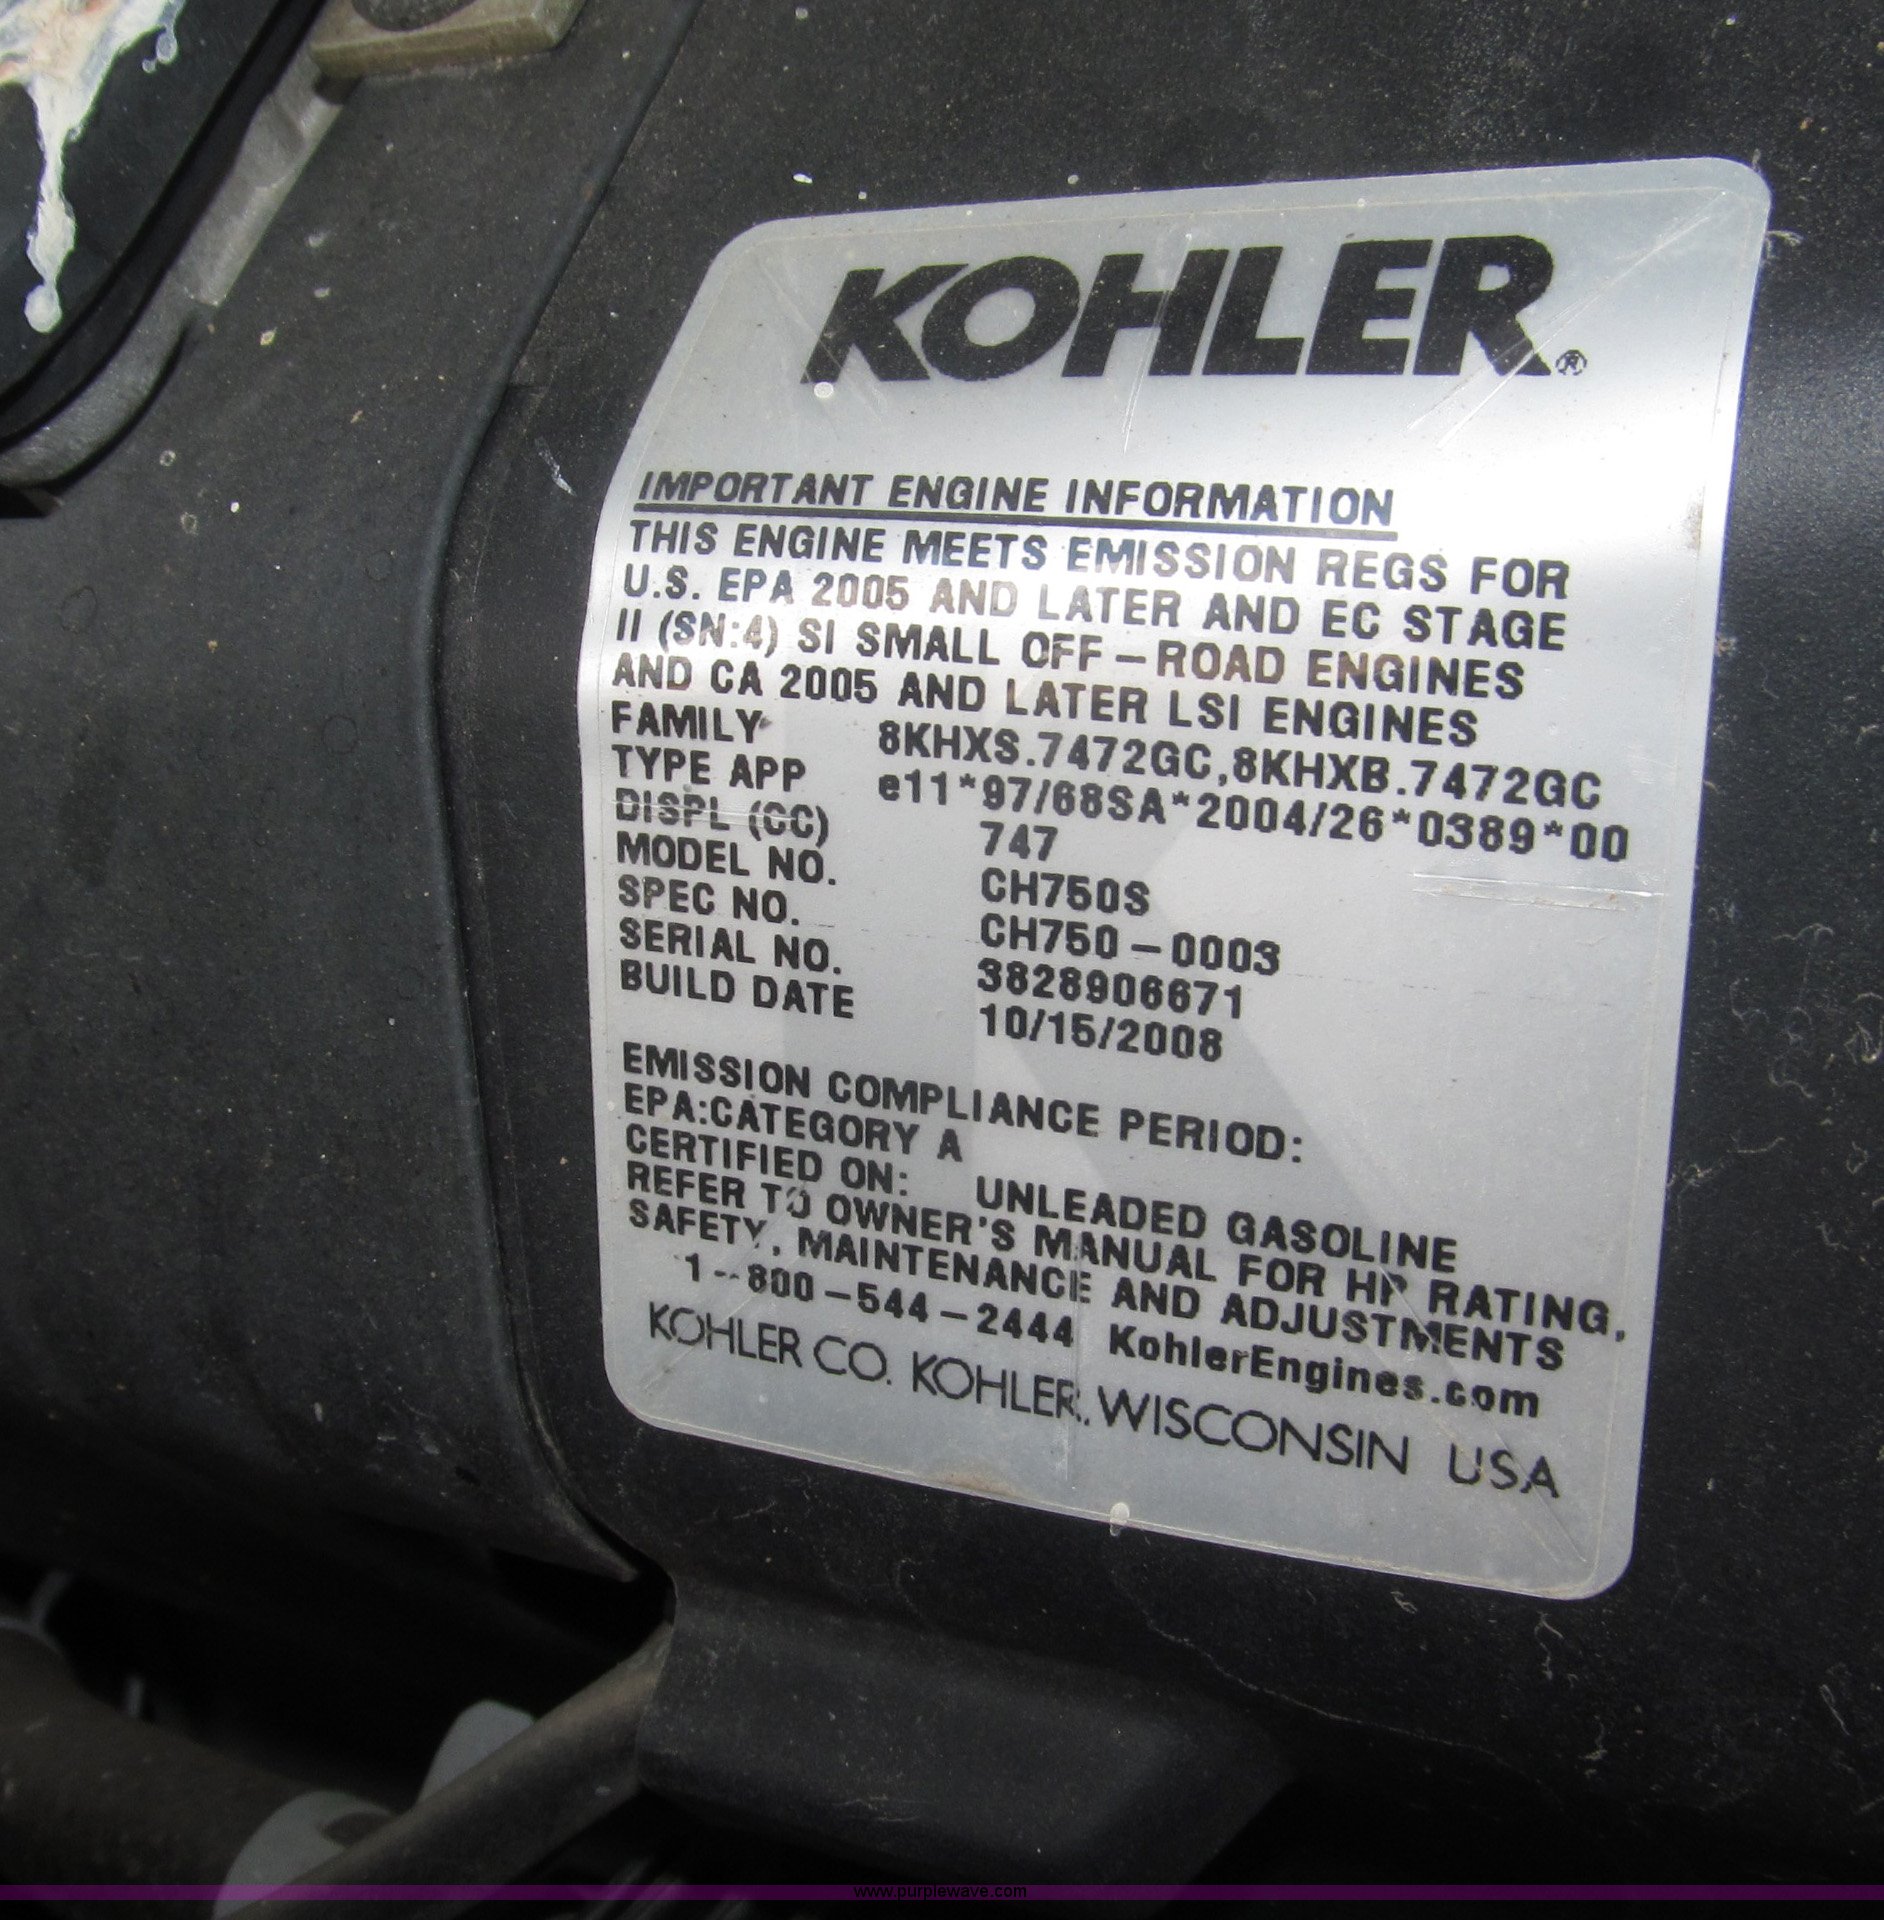 KOHLER®
IMPORTANT ENGINE INFORMATION
THIS ENGINE MEETS EMISSION REGS FOR
U.S. EPA 2005 AND LATER AND EC STAGE
II (SN:4) SI SMALL OFF-ROAD ENGINES
AND CA 2005 AND LATER LSI ENGINES
FAMILY 8KHXS.7472GC,8KHXB.7472GC
TYPE APP e11*97/68SA*2004/26*0389*00
DISPL (CC) 747
MODEL NO. CH750S
SPEC NO. CH750-0003
SERIAL NO. 3828906671
BUILD DATE 10/15/2008
EMISSION COMPLIANCE PERIOD:
EPA:CATEGORY A
CERTIFIED ON: UNLEADED GASOLINE
REFER TO OWNER'S MANUAL FOR HP RATING,
SAFETY, MAINTENANCE AND ADJUSTMENTS
1-800-544-2444 KohlerEngines.com
KOHLER CO. KOHLER, WISCONSIN USA
www.purplewave.com